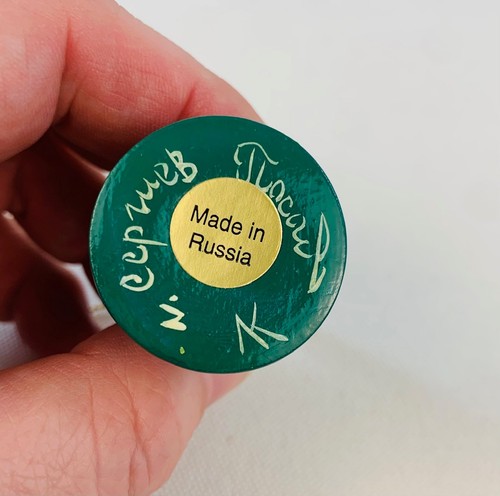 Made in
Russia
сергиев Посад
К